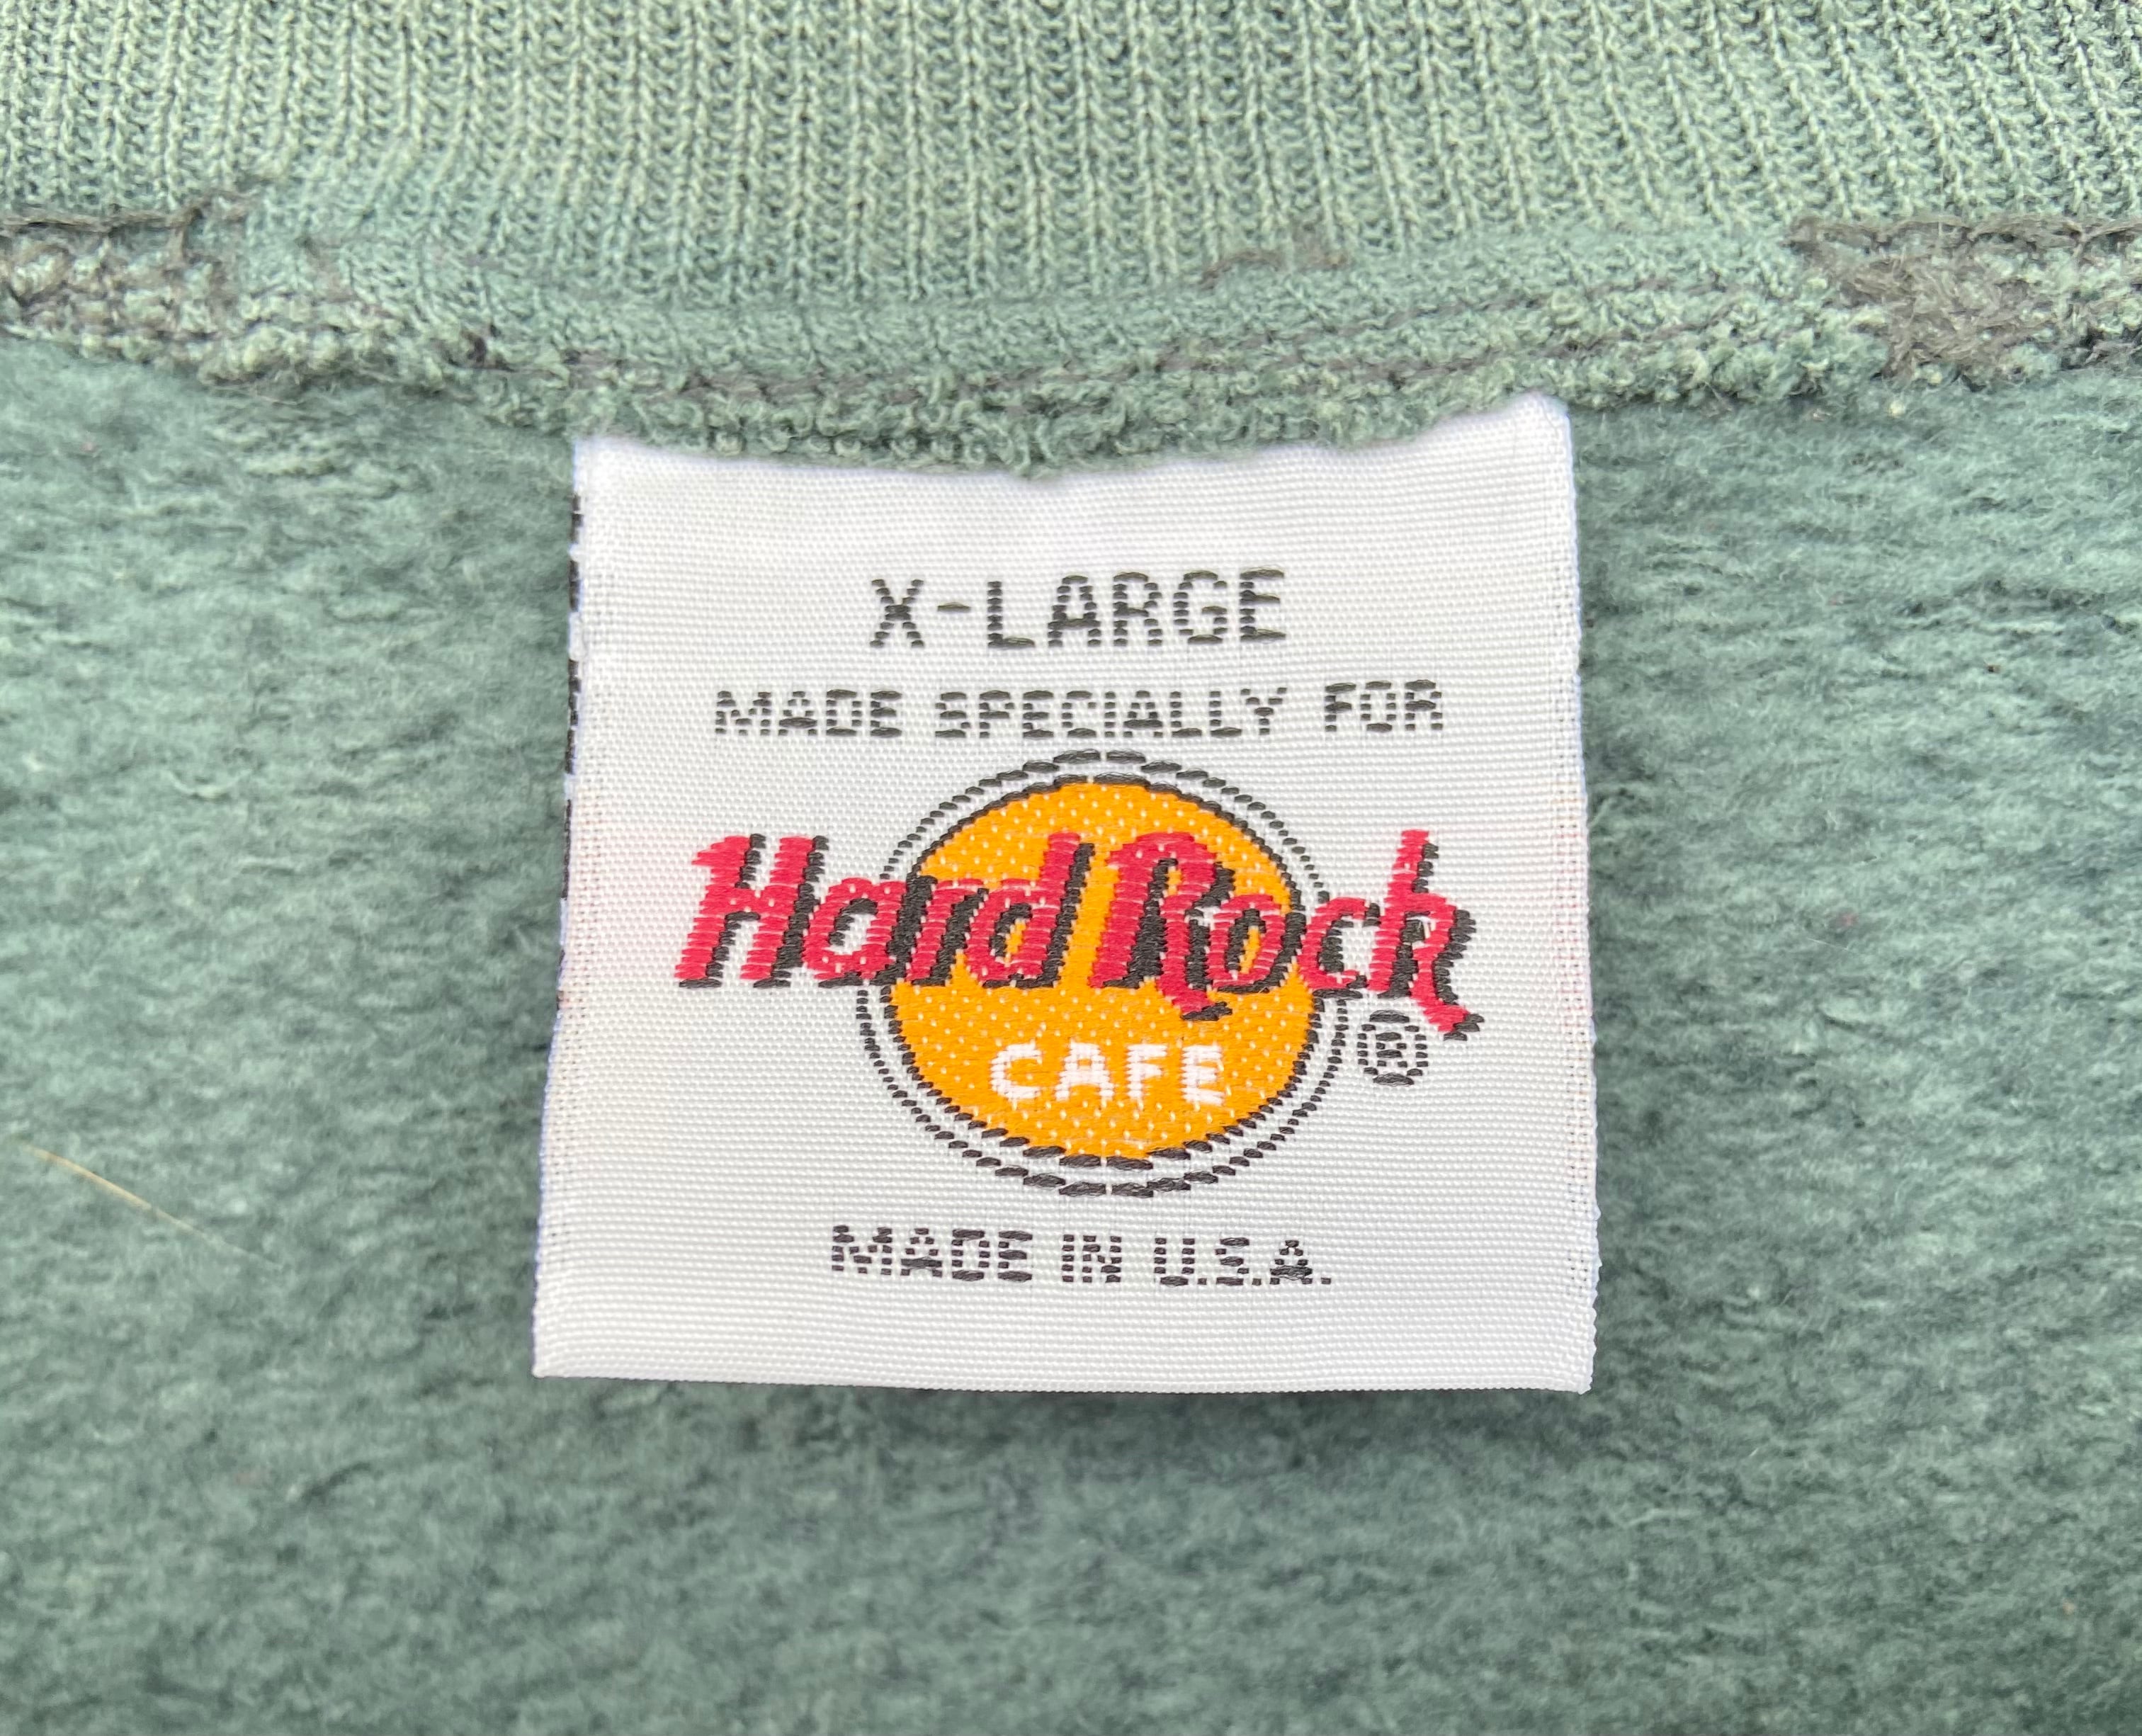 X-LARGE
MADE SPECIALLY FOR
Hard Rock
®
CAFE
MADE IN U.S.A.